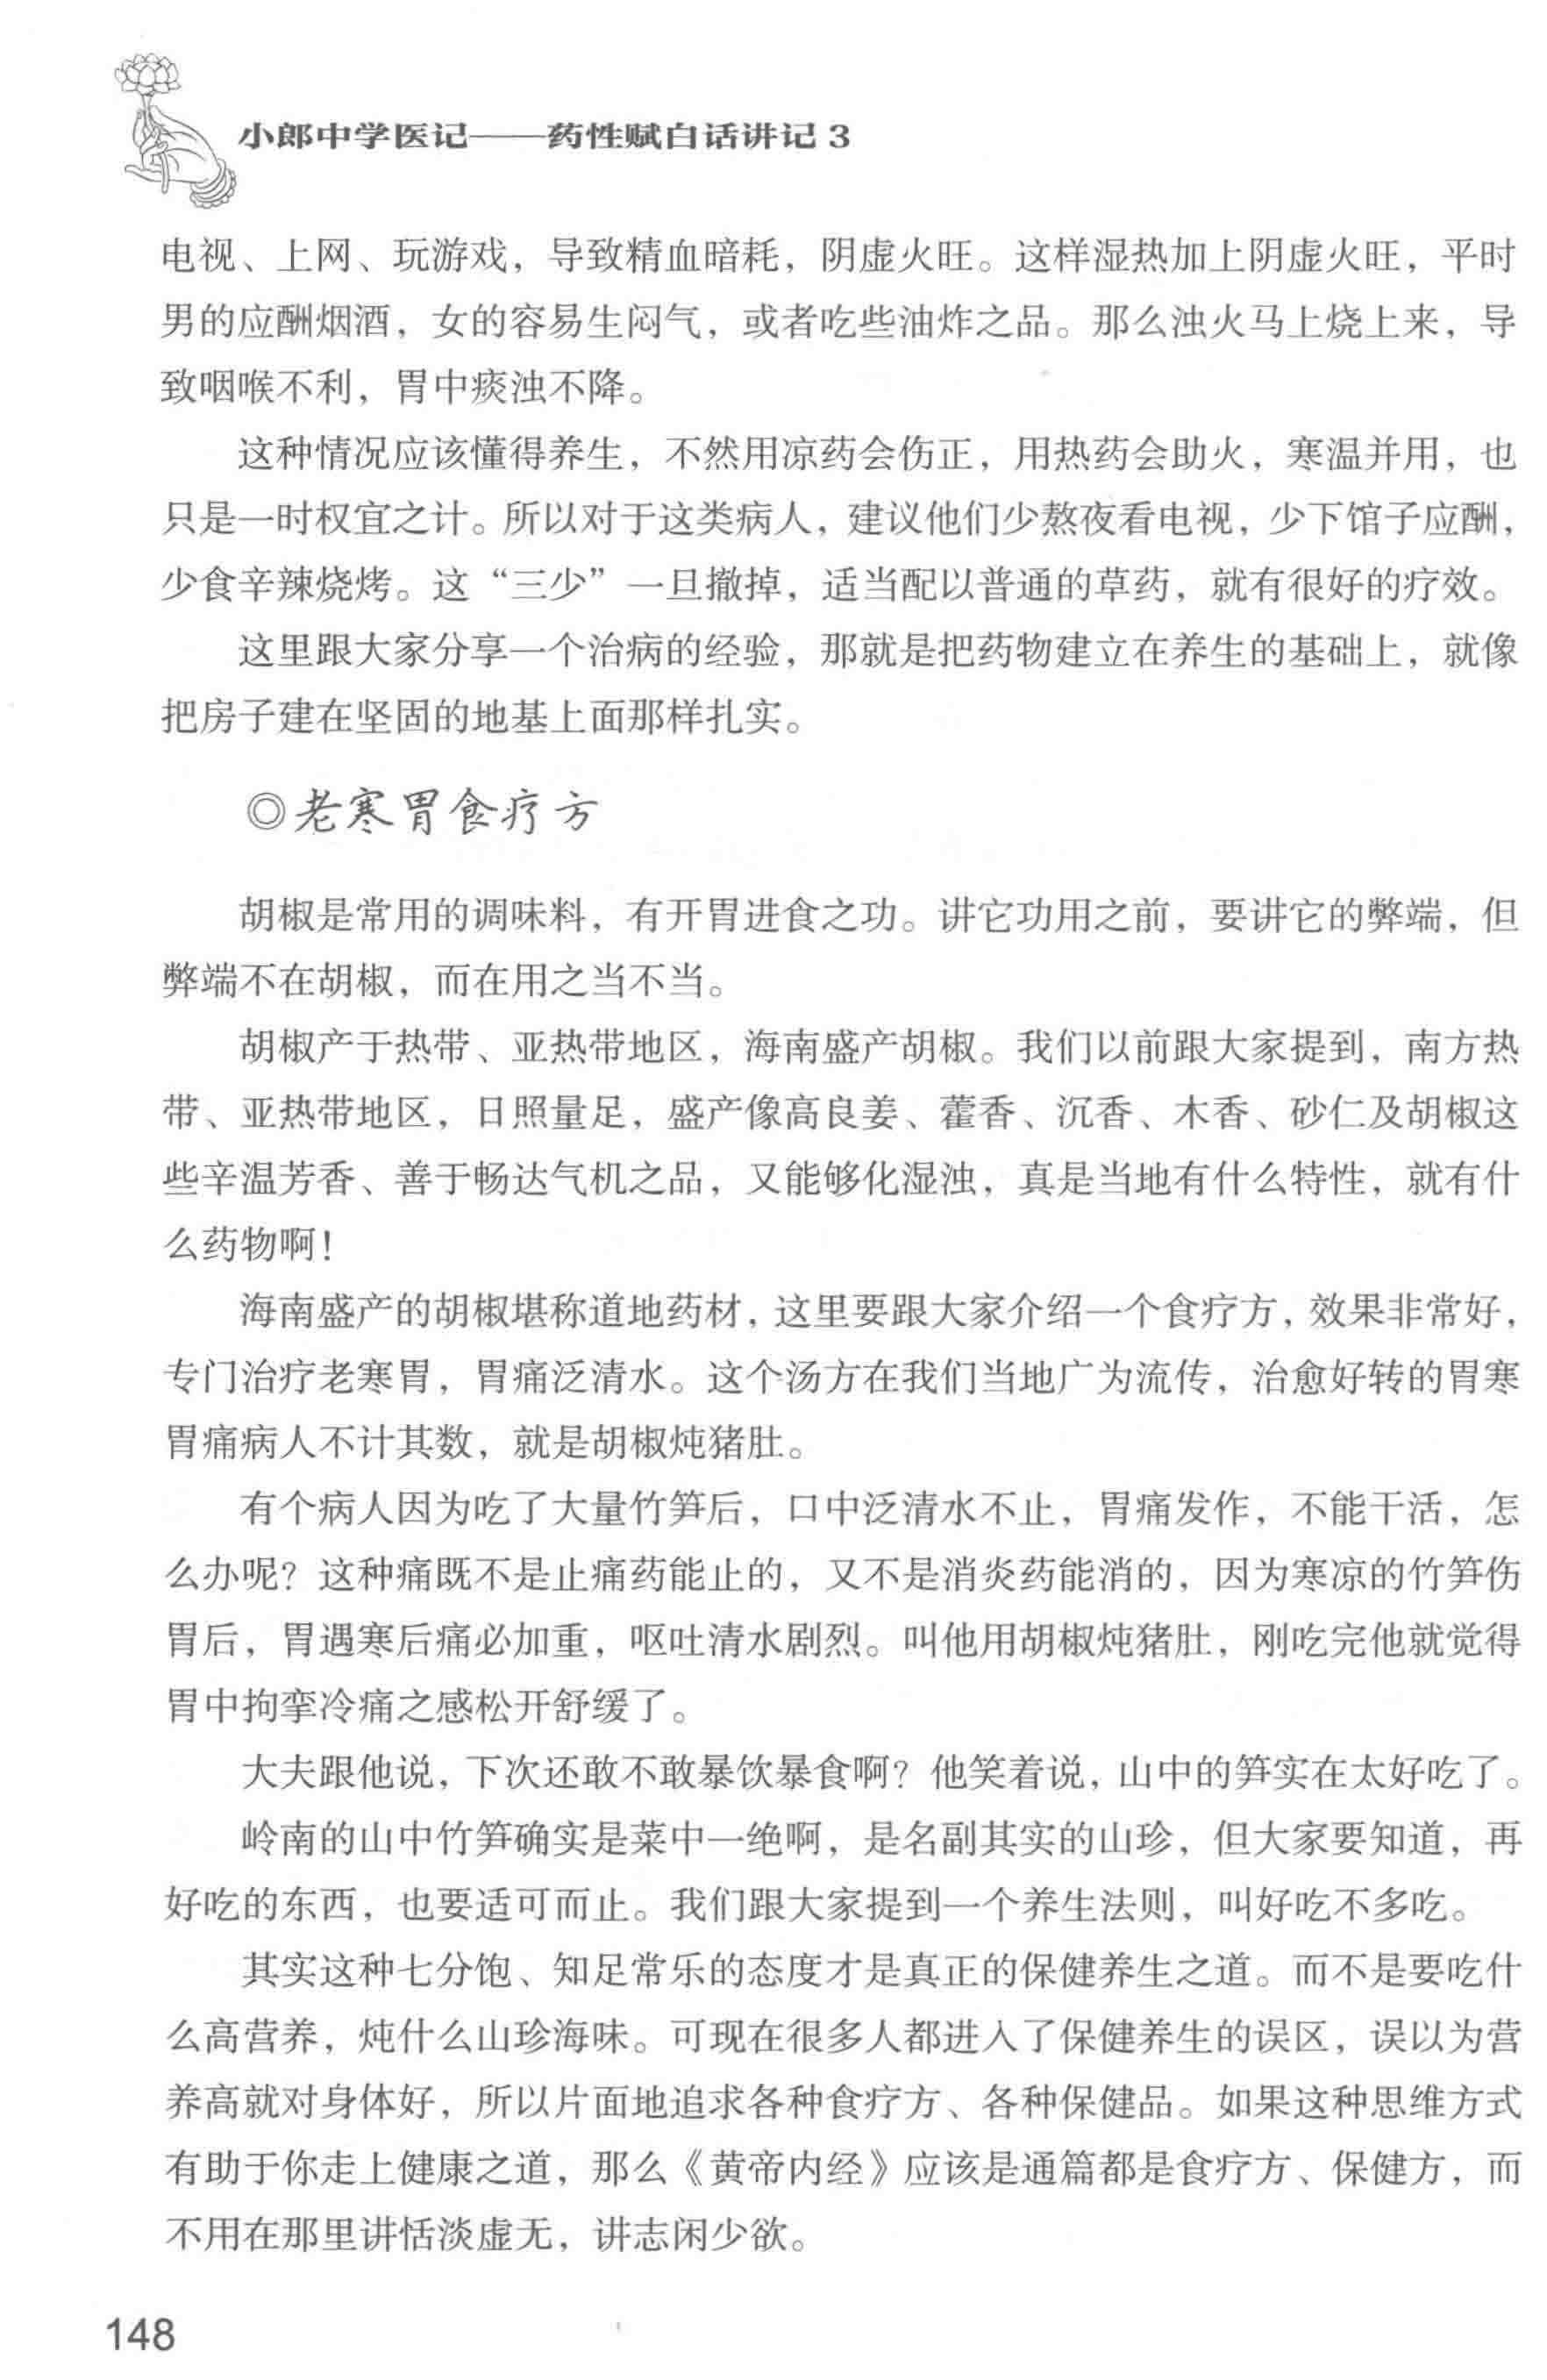 小郎中学医记——药性赋白话讲记 3
电视、上网、玩游戏，导致精血暗耗，阴虚火旺。这样湿热加上阴虚火旺，平时
男的应酬烟酒，女的容易生闷气，或者吃些油炸之品。那么浊火马上烧上来，导
致咽喉不利，胃中痰浊不降。
这种情况应该懂得养生，不然用凉药会伤正，用热药会助火，寒温并用，也
只是一时权宜之计。所以对于这类病人，建议他们少熬夜看电视，少下馆子应酬，
少食辛辣烧烤。这“三少”一旦撤掉，适当配以普通的草药，就有很好的疗效。
这里跟大家分享一个治病的经验，那就是把药物建立在养生的基础上，就像
把房子建在坚固的地基上面那样扎实。
◎老寒胃食疗方
胡椒是常用的调味料，有开胃进食之功。讲它功用之前，要讲它的弊端，但
弊端不在胡椒，而在用之当不当。
胡椒产于热带、亚热带地区，海南盛产胡椒。我们以前跟大家提到，南方热
带、亚热带地区，日照量足，盛产像高良姜、藿香、沉香、木香、砂仁及胡椒这
些辛温芳香、善于畅达气机之品，又能够化湿浊，真是当地有什么特性，就有什
么药物啊！
海南盛产的胡椒堪称道地药材，这里要跟大家介绍一个食疗方，效果非常好，
专门治疗老寒胃，胃痛泛清水。这个汤方在我们当地广为流传，治愈好转的胃寒
胃痛病人不计其数，就是胡椒炖猪肚。
有个病人因为吃了大量竹笋后，口中泛清水不止，胃痛发作，不能干活，怎
么办呢？这种痛既不是止痛药能止的，又不是消炎药能消的，因为寒凉的竹笋伤
胃后，胃遇寒后痛必加重，呕吐清水剧烈。叫他用胡椒炖猪肚，刚吃完他就觉得
胃中拘挛冷痛之感松开舒缓了。
大夫跟他说，下次还敢不敢暴饮暴食啊？他笑着说，山中的笋实在太好吃了。
岭南的山中竹笋确实是菜中一绝啊，是名副其实的山珍，但大家要知道，再
好吃的东西，也要适可而止。我们跟大家提到一个养生法则，叫好吃不多吃。
其实这种七分饱、知足常乐的态度才是真正的保健养生之道。而不是要吃什
么高营养，炖什么山珍海味。可现在很多人都进入了保健养生的误区，误以为营
养高就对身体好，所以片面地追求各种食疗方、各种保健品。如果这种思维方式
有助于你走上健康之道，那么《黄帝内经》应该是通篇都是食疗方、保健方，而
不用在那里讲恬淡虚无，讲志闲少欲。
148